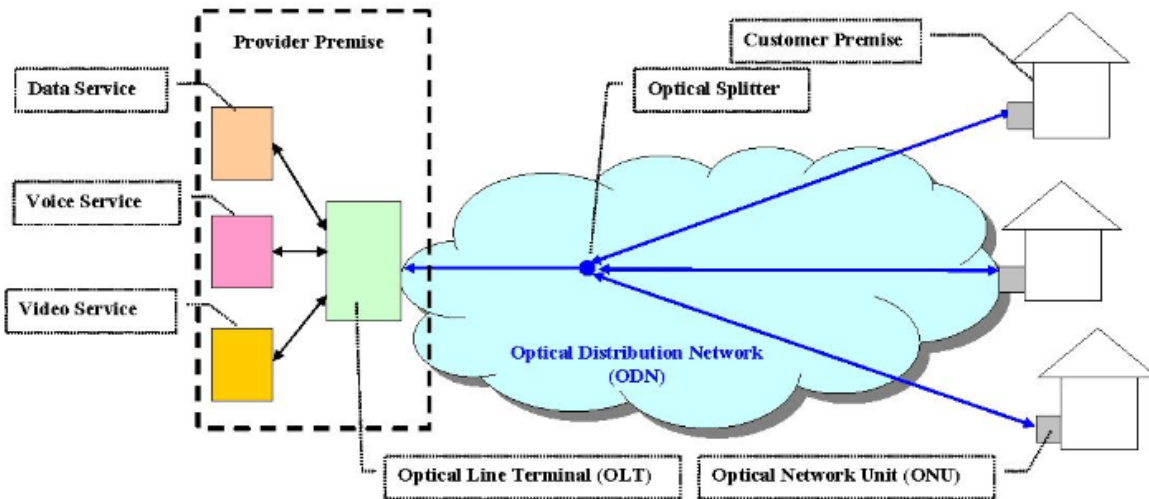 Provider Premise
Customer Premise
Data Service
Optical Splitter
Voice Service
Video Service
Optical Distribution Network
(ODN)
Optical Line Terminal (OLT)
Optical Network Unit (ONU)